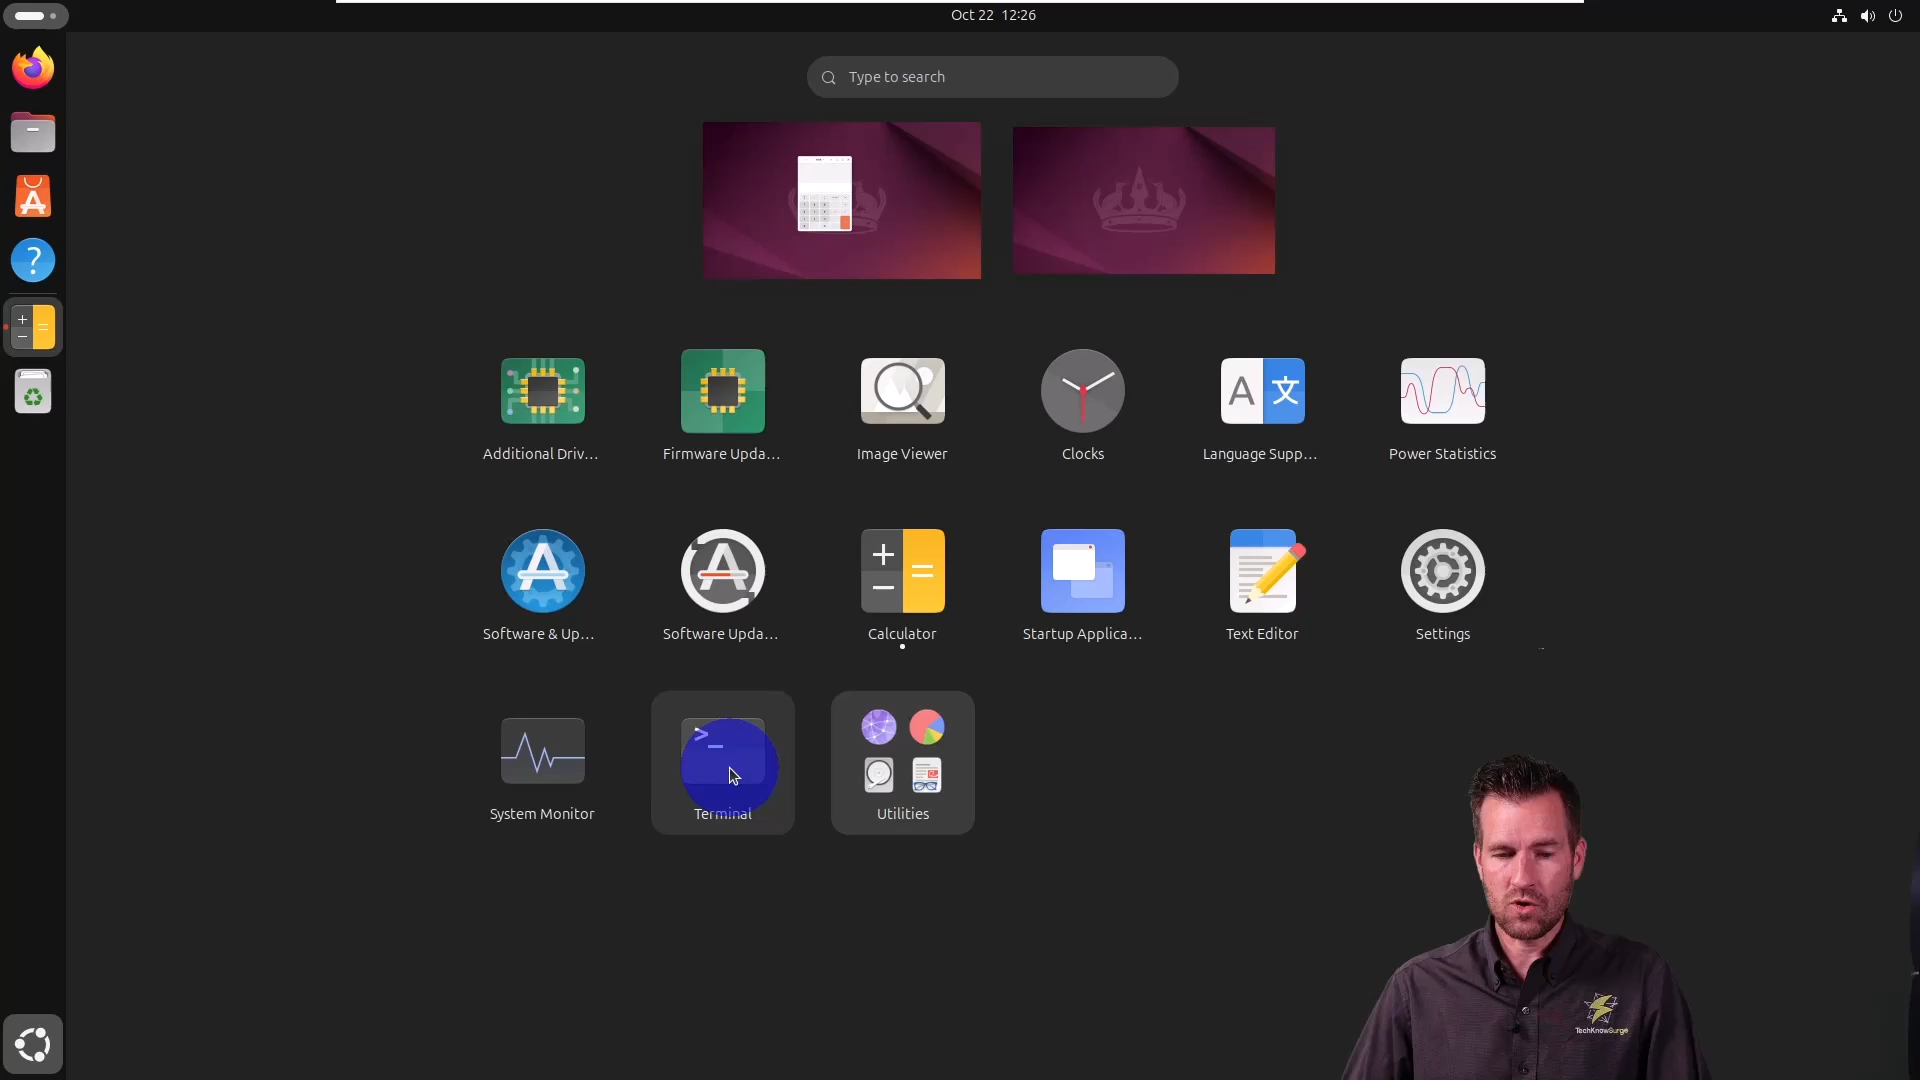 Oct 22 12:26
Type to search
Additional Driv...
Firmware Upda...
Image Viewer
Clocks
Language Supp...
Power Statistics
Software & Up...
Software Upda...
Calculator
Startup Applica...
Text Editor
Settings
System Monitor
Terminal
Utilities
TechKnowSurge